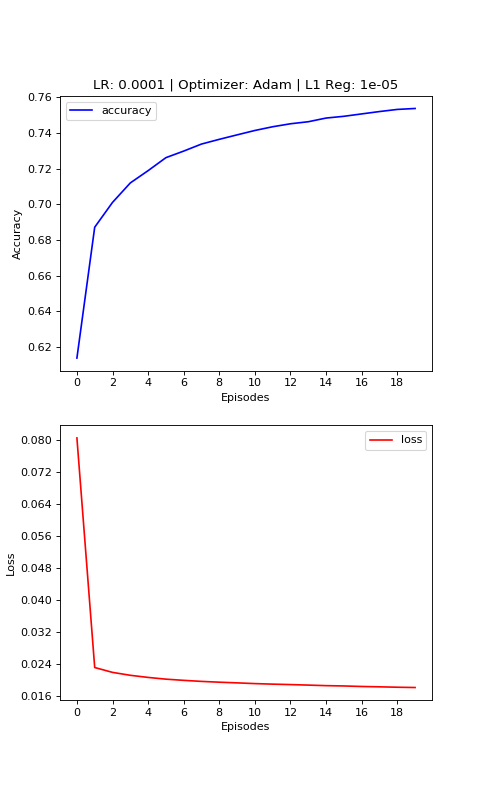 LR: 0.0001 | Optimizer: Adam | L1 Reg: 1e-05
0.76
0.74
0.72
0.70
0.68
0.66
0.64
0.62
Accuracy
accuracy
0 2 4 6 8 10 12 14 16 18
Episodes
0.080
0.072
0.064
0.056
0.048
0.040
0.032
0.024
0.016
Loss
loss
0 2 4 6 8 10 12 14 16 18
Episodes